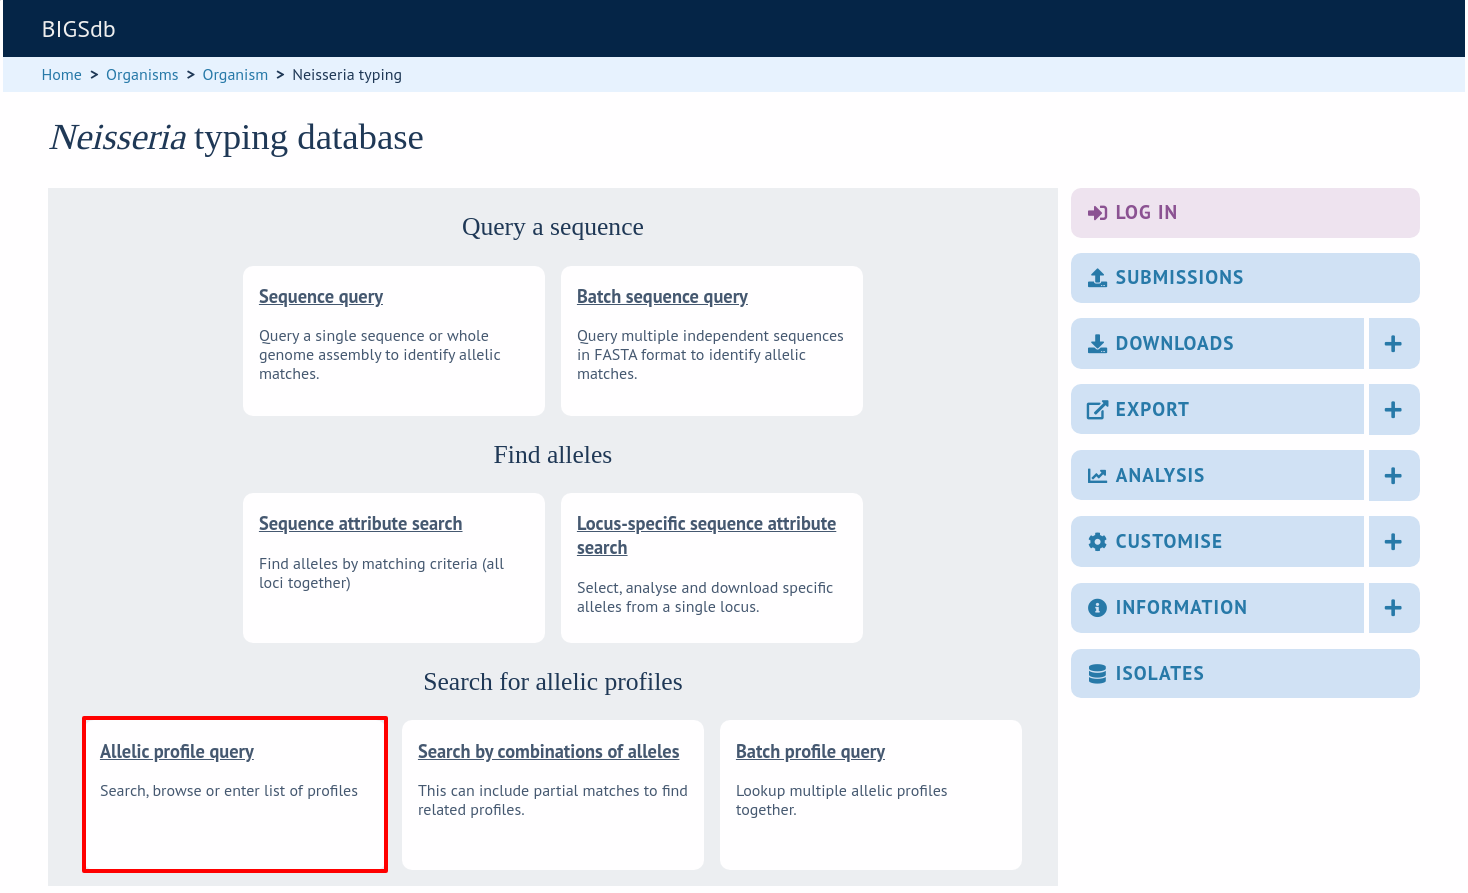 BIGSdb
Home > Organisms > Organism > Neisseria typing
Neisseria typing database
Query a sequence
Sequence query
Query a single sequence or whole
genome assembly to identify allelic
matches.
Batch sequence query
Query multiple independent sequences
in FASTA format to identify allelic
matches.
Find alleles
Sequence attribute search
Find alleles by matching criteria (all
loci together)
Locus-specific sequence attribute
search
Select, analyse and download specific
alleles from a single locus.
Search for allelic profiles
Allelic profile query
Search, browse or enter list of profiles
Search by combinations of alleles
This can include partial matches to find
related profiles.
Batch profile query
Lookup multiple allelic profiles
together.
LOG IN
SUBMISSIONS
DOWNLOADS +
EXPORT +
ANALYSIS +
CUSTOMISE +
INFORMATION +
ISOLATES